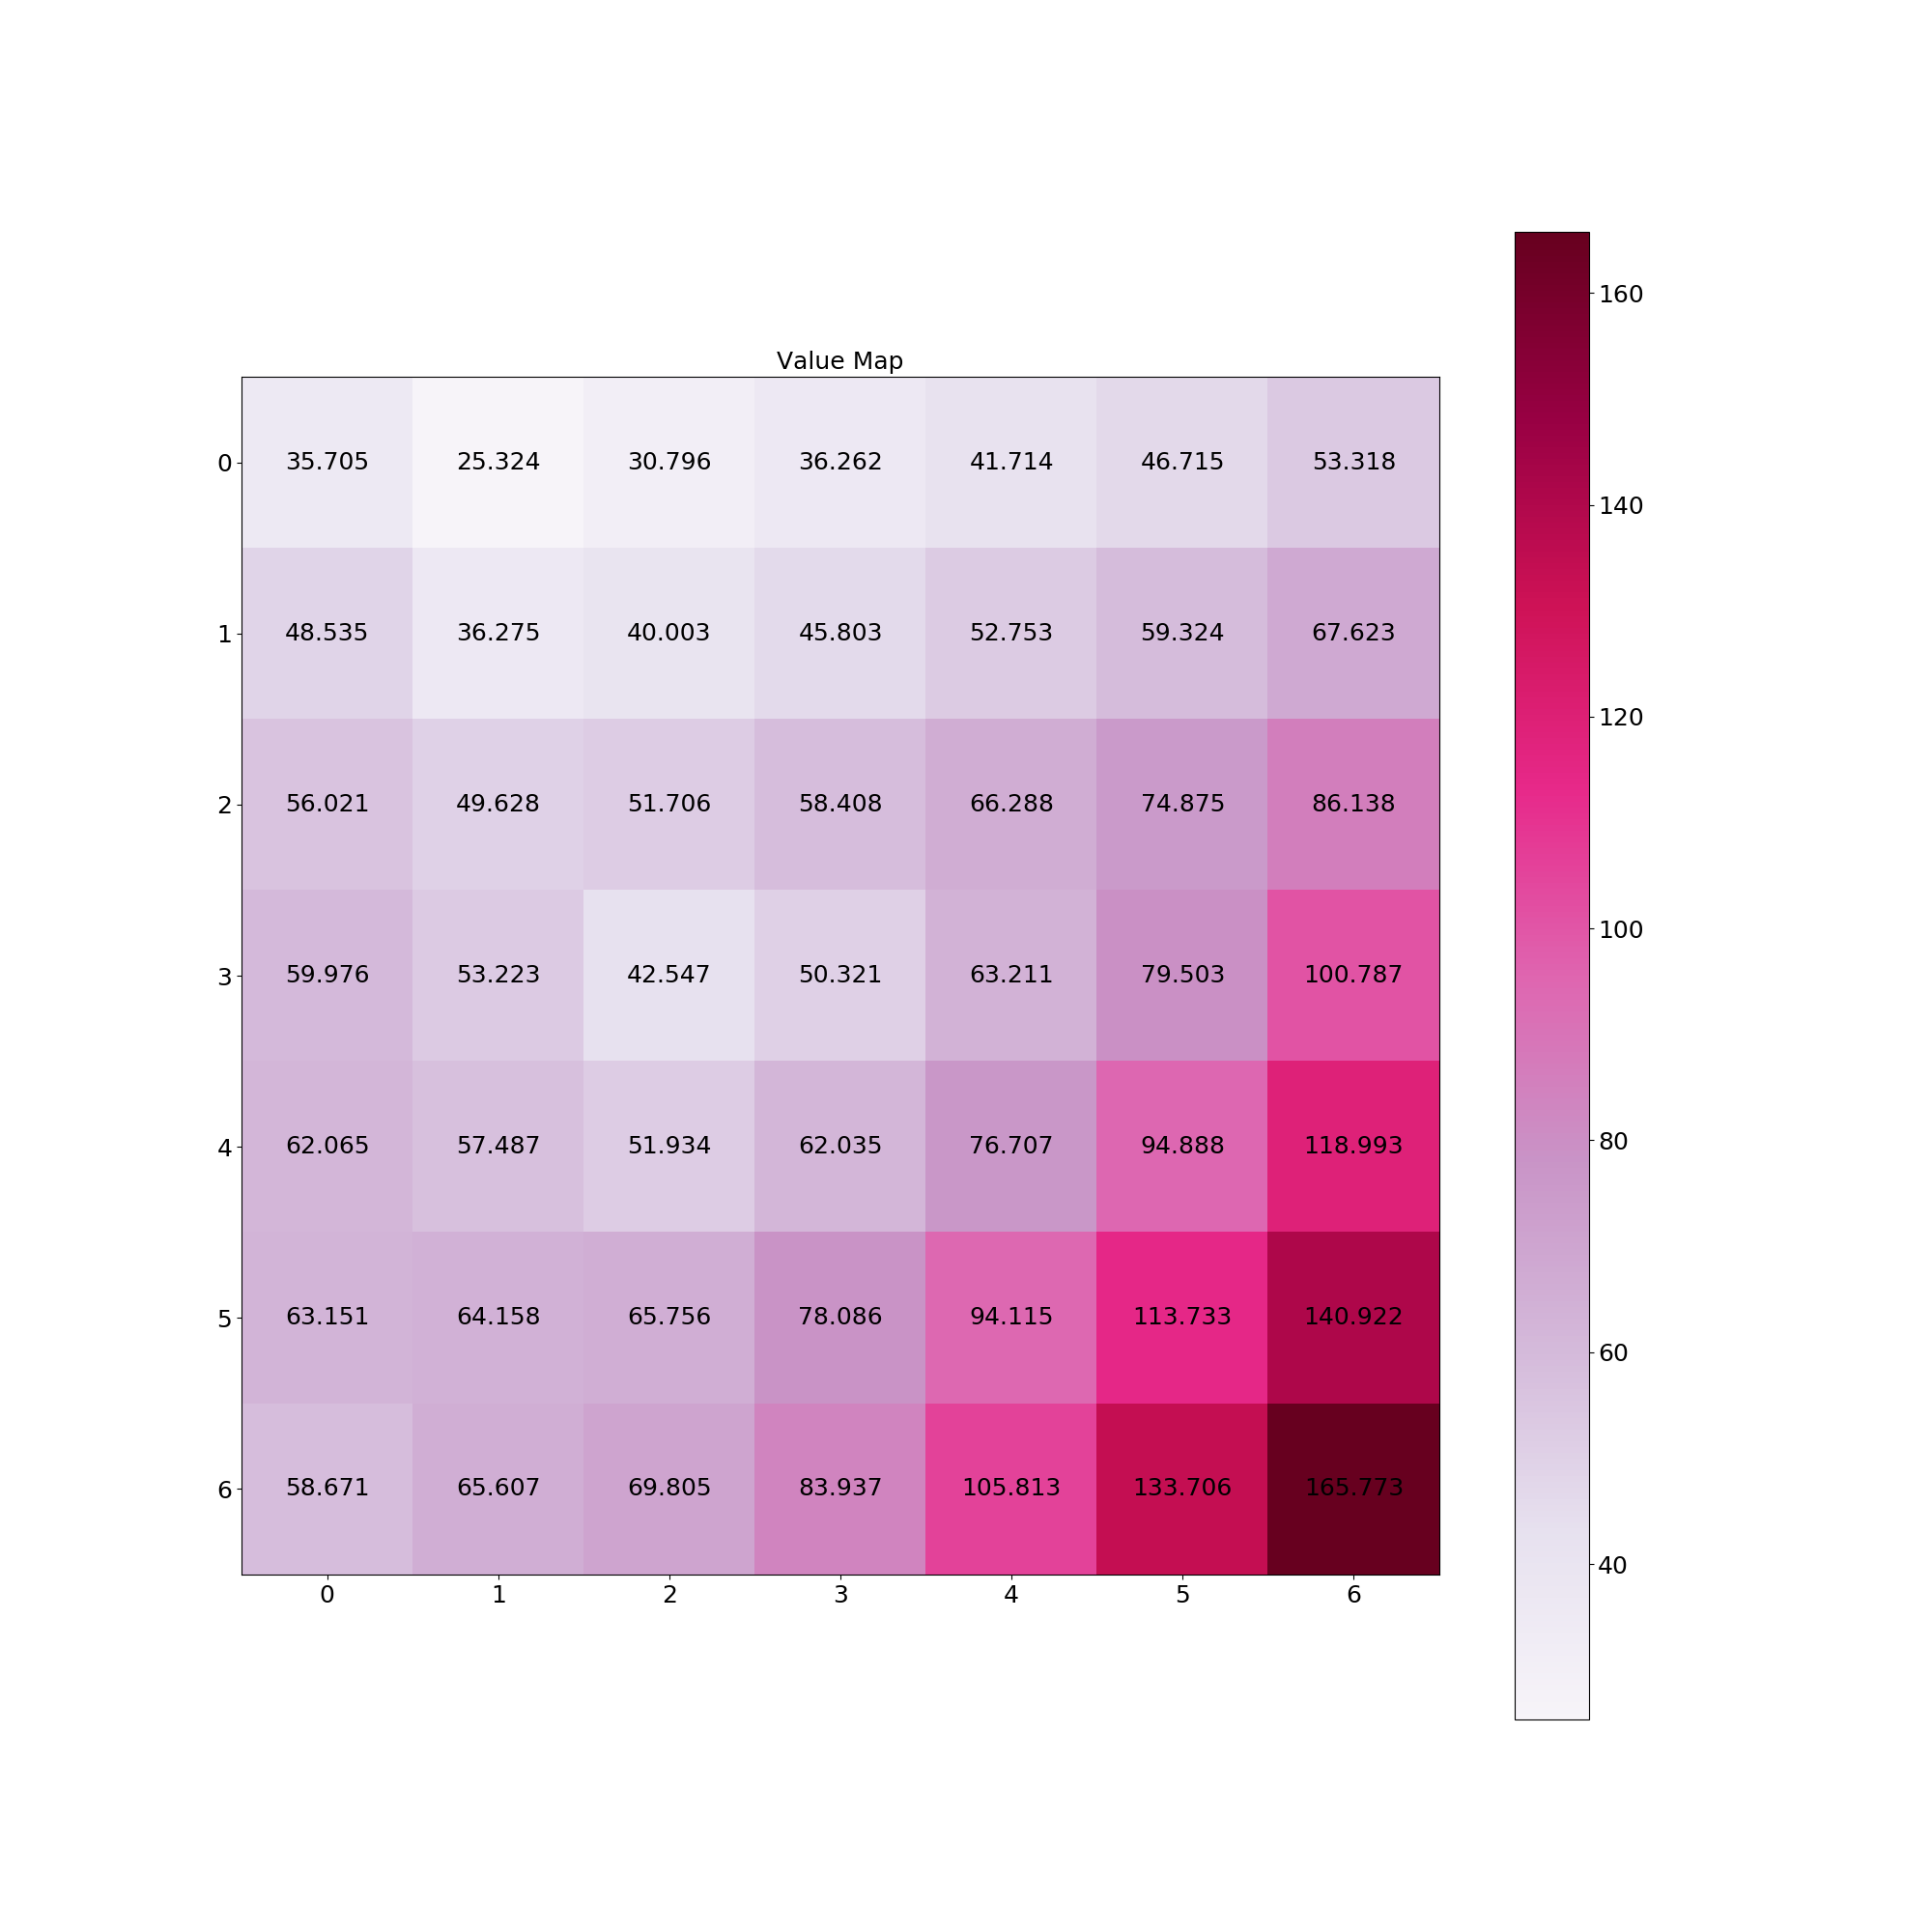 Value Map
0 35.705 25.324 30.796 36.262 41.714 46.715 53.318
1 48.535 36.275 40.003 45.803 52.753 59.324 67.623
2 56.021 49.628 51.706 58.408 66.288 74.875 86.138
3 59.976 53.223 42.547 50.321 63.211 79.503 100.787
4 62.065 57.487 51.934 62.035 76.707 94.888 118.993
5 63.151 64.158 65.756 78.086 94.115 113.733 140.922
6 58.671 65.607 69.805 83.937 105.813 133.706 165.773
0 1 2 3 4 5 6
160
140
120
100
80
60
40